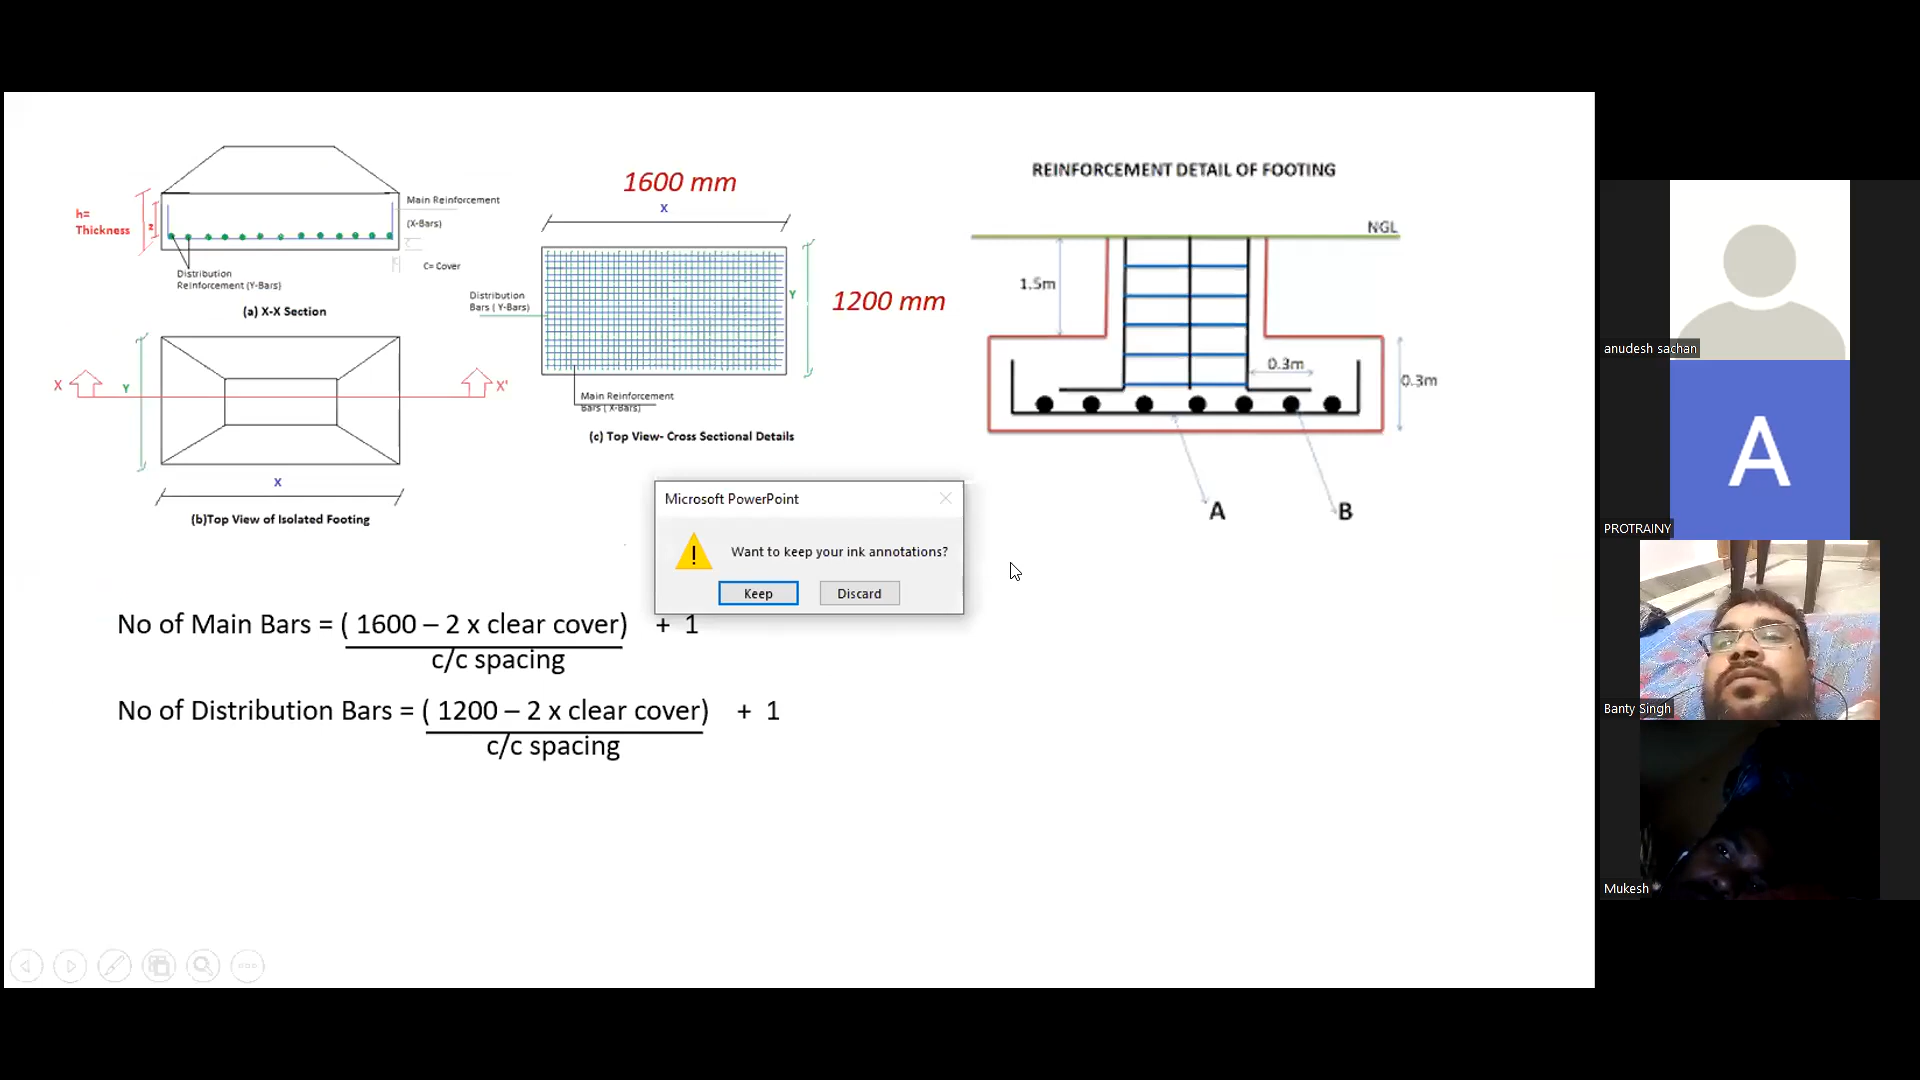 h=
Thickness
z
Main Reinforcement
(X-Bars)
C
C
C= Cover
Distribution
Reinforcement (Y-Bars)
(a) X-X Section
X
X'
Y
X
(b)Top View of Isolated Footing
1600 mm
X
Distribution
Bars ( Y-Bars)
Y
1200 mm
Main Reinforcement
Bars ( X-Bars)
(c) Top View- Cross Sectional Details
REINFORCEMENT DETAIL OF FOOTING
NGL
1.5m
0.3m
0.3m
A
B
Microsoft PowerPoint
Want to keep your ink annotations?
Keep
Discard
No of Main Bars = ( 1600 – 2 x clear cover) + 1
c/c spacing
No of Distribution Bars = ( 1200 – 2 x clear cover) + 1
c/c spacing
anudesh sachan
A
PROTRAINY
Banty Singh
Mukesh